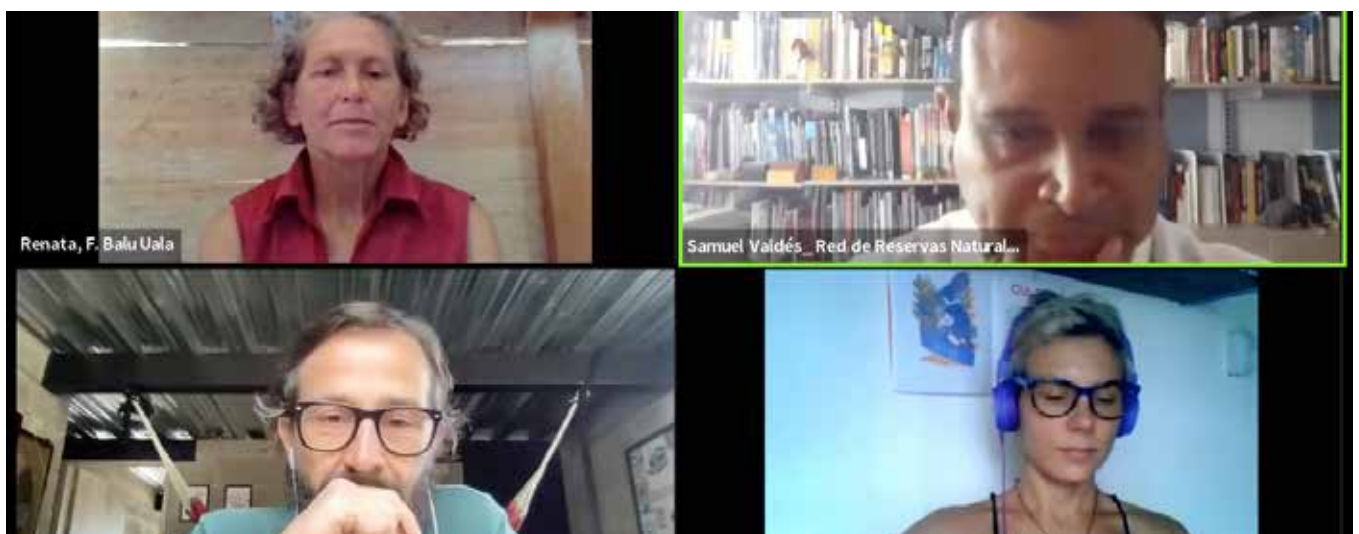 Renata, F. Balu Uala
Samuel Valdés_ Red de Reservas Natural...